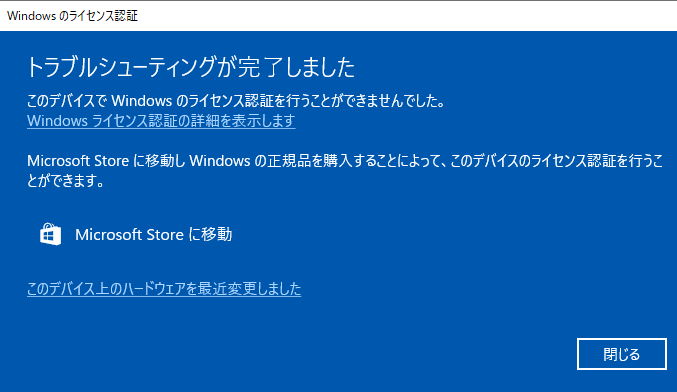 Windows のライセンス認証
トラブルシューティングが完了しました
このデバイスで Windows のライセンス認証を行うことができませんでした。
Windows ライセンス認証の詳細を表示します
Microsoft Store に移動し Windows の正規品を購入することによって、このデバイスのライセンス認証を行うこ
とができます。
Microsoft Store に移動
このデバイス上のハードウェアを最近変更しました
閉じる